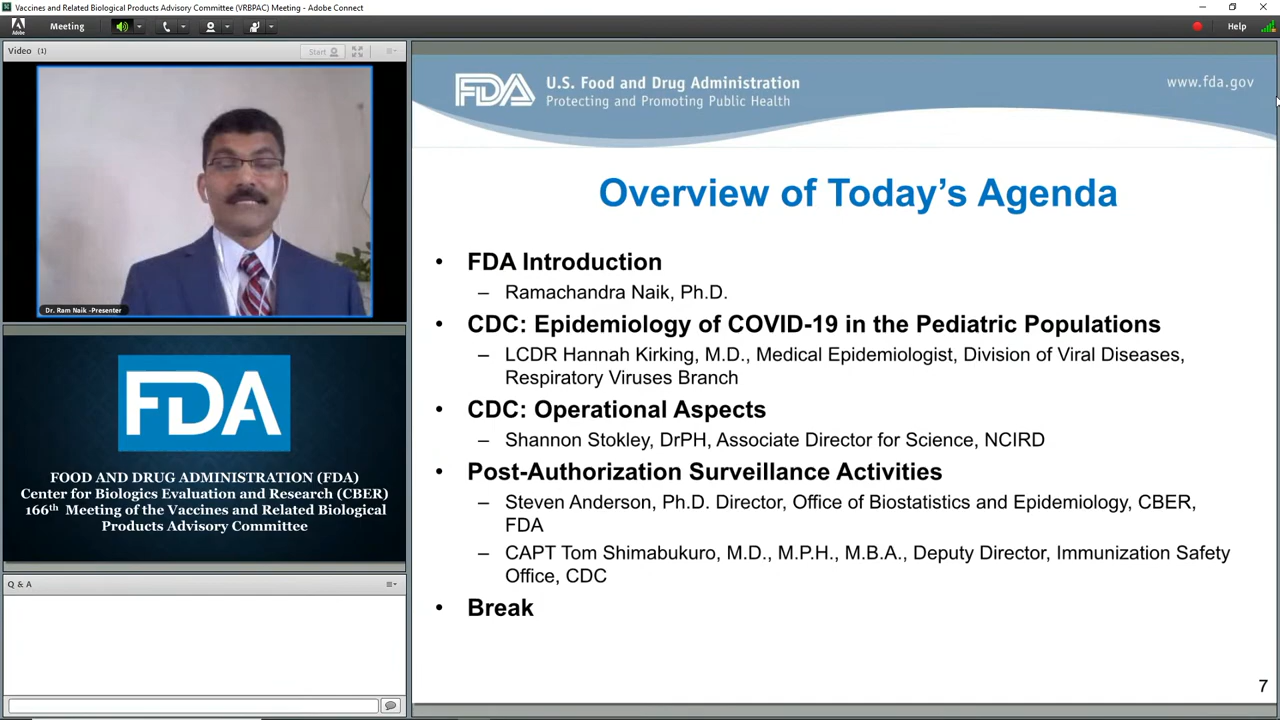 Vaccines and Related Biological Products Advisory Committee (VRBPAC) Meeting - Adobe Connect
Meeting
Help
Video (1)
Start
Dr. Ram Naik -Presenter
FDA
FOOD AND DRUG ADMINISTRATION (FDA)
Center for Biologics Evaluation and Research (CBER)
166th Meeting of the Vaccines and Related Biological
Products Advisory Committee
Q & A
FDA U.S. Food and Drug Administration
Protecting and Promoting Public Health
www.fda.gov
Overview of Today's Agenda
• FDA Introduction
– Ramachandra Naik, Ph.D.
• CDC: Epidemiology of COVID-19 in the Pediatric Populations
– LCDR Hannah Kirking, M.D., Medical Epidemiologist, Division of Viral Diseases,
Respiratory Viruses Branch
• CDC: Operational Aspects
– Shannon Stokley, DrPH, Associate Director for Science, NCIRD
• Post-Authorization Surveillance Activities
– Steven Anderson, Ph.D. Director, Office of Biostatistics and Epidemiology, CBER,
FDA
– CAPT Tom Shimabukuro, M.D., M.P.H., M.B.A., Deputy Director, Immunization Safety
Office, CDC
• Break
7